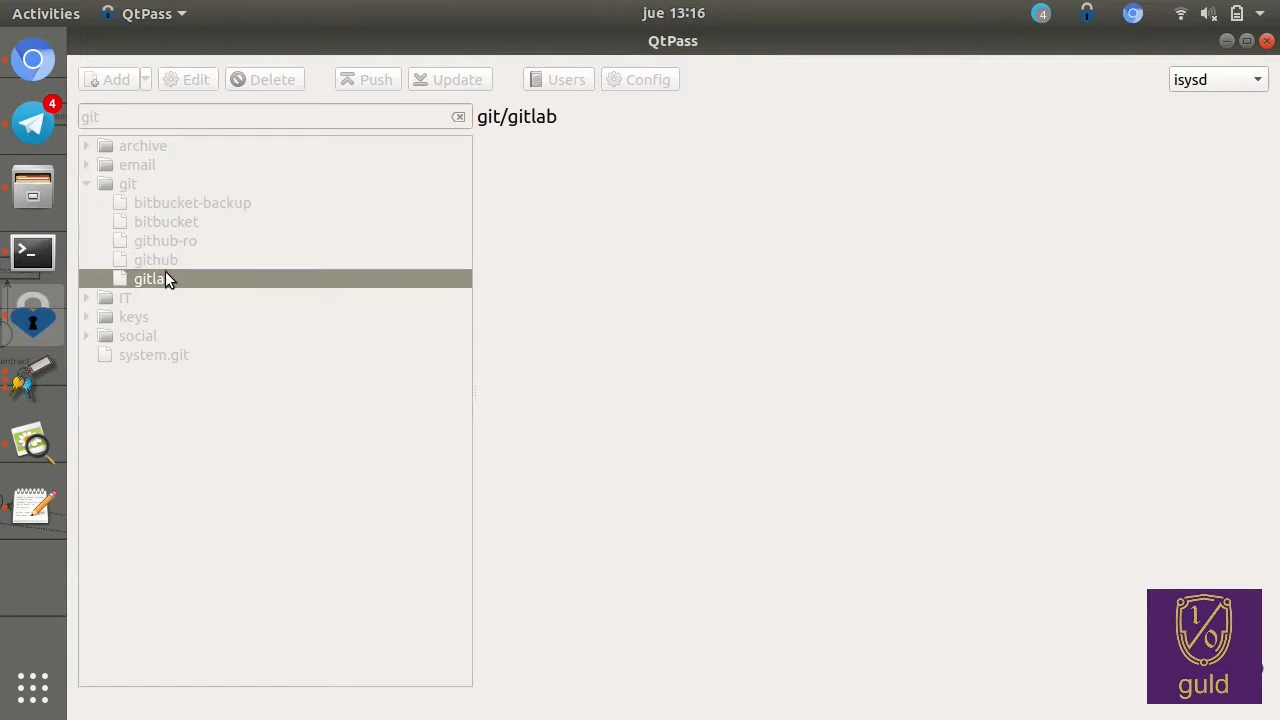 Activities QtPass 4 jue 13:16
QtPass
Add Edit Delete Push Update Users Config isysd
git
git/gitlab
archive
email
git
bitbucket-backup
bitbucket
github-ro
github
IT
keys
social
system.git
4
1/0
guld